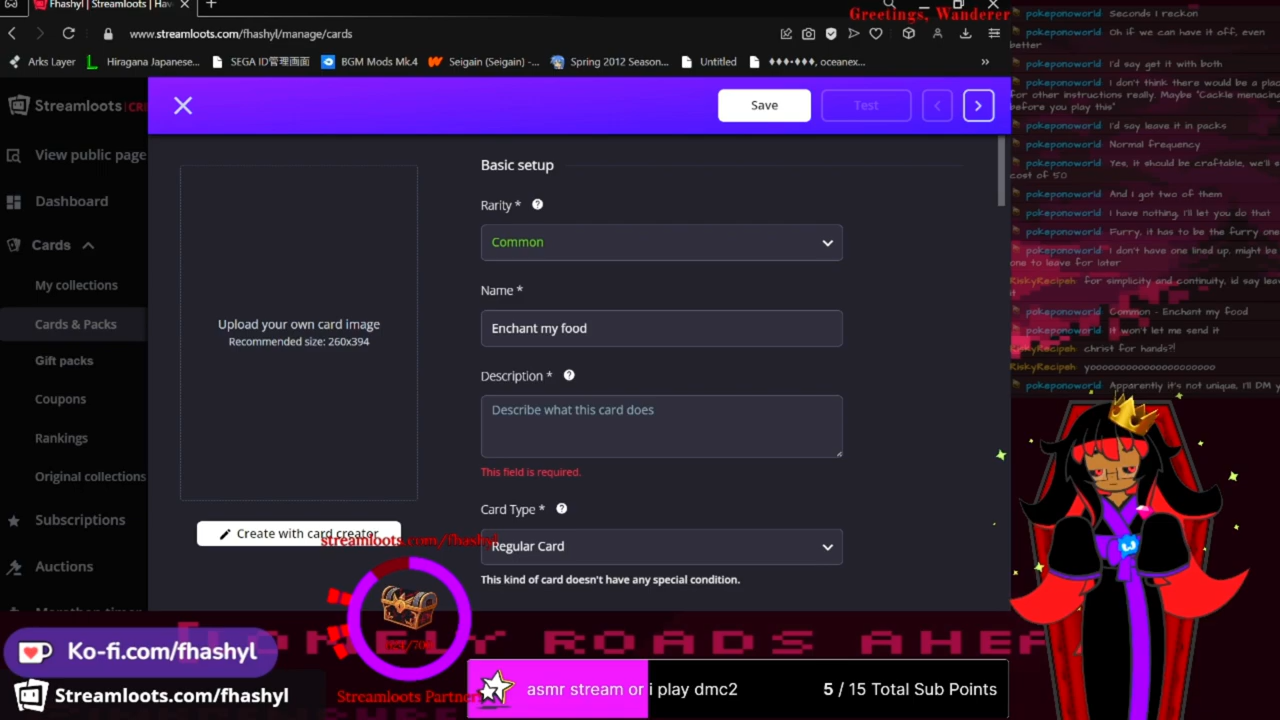 Fhashyl | Streamloots | Hav
Greetings, Wanderer
www.streamloots.com/fhashyl/manage/cards
Arks Layer
Hiragana Japanese...
SEGA ID管理画面
BGM Mods Mk.4
Seigain (Seigain) -...
Spring 2012 Season...
Untitled
♦♦♦•♦♦, oceanex...
»
Streamloots
View public page
Dashboard
Cards
My collections
Cards & Packs
Gift packs
Coupons
Rankings
Original collections
Subscriptions
Auctions
Marathon timer
Save
Test
Upload your own card image
Recommended size: 260x394
Create with card creator
Basic setup
Rarity *
Common
Name *
Enchant my food
Description *
Describe what this card does
This field is required.
Card Type *
Regular Card
This kind of card doesn't have any special condition.
pokeponoworld Seconds I reckon
pokeponoworld Oh if we can have it off, even
better
pokeponoworld I'd say get it with both
pokeponoworld I don't think there would be a plac
for other instructions really. Maybe "Cackle menacin
before you play this"
pokeponoworld I'd say leave it in packs
pokeponoworld Normal frequency
pokeponoworld Yes, it should be craftable, we'll s
cost of 50
pokeponoworld And I got two of them
pokeponoworld I have nothing, I'll let you do that
pokeponoworld Furry, it has to be the furry one
pokeponoworld I don't have one lined up, might be
one to leave for later
RiskyRecipeh for simplicity and continuity, id say leav
it
pokeponoworld Common - Enchant my food
pokeponoworld It won't let me send it
RiskyRecipeh christ for hands?!
RiskyRecipeh yooooooooooooooooooooo
pokeponoworld Apparently it's not unique, I'll DM y
streamloots.com/fhashyl
Streamloots Partner
LONELY ROADS AHEA
Ko-fi.com/fhashyl
Streamloots.com/fhashyl
asmr stream or i play dmc2
5 / 15 Total Sub Points